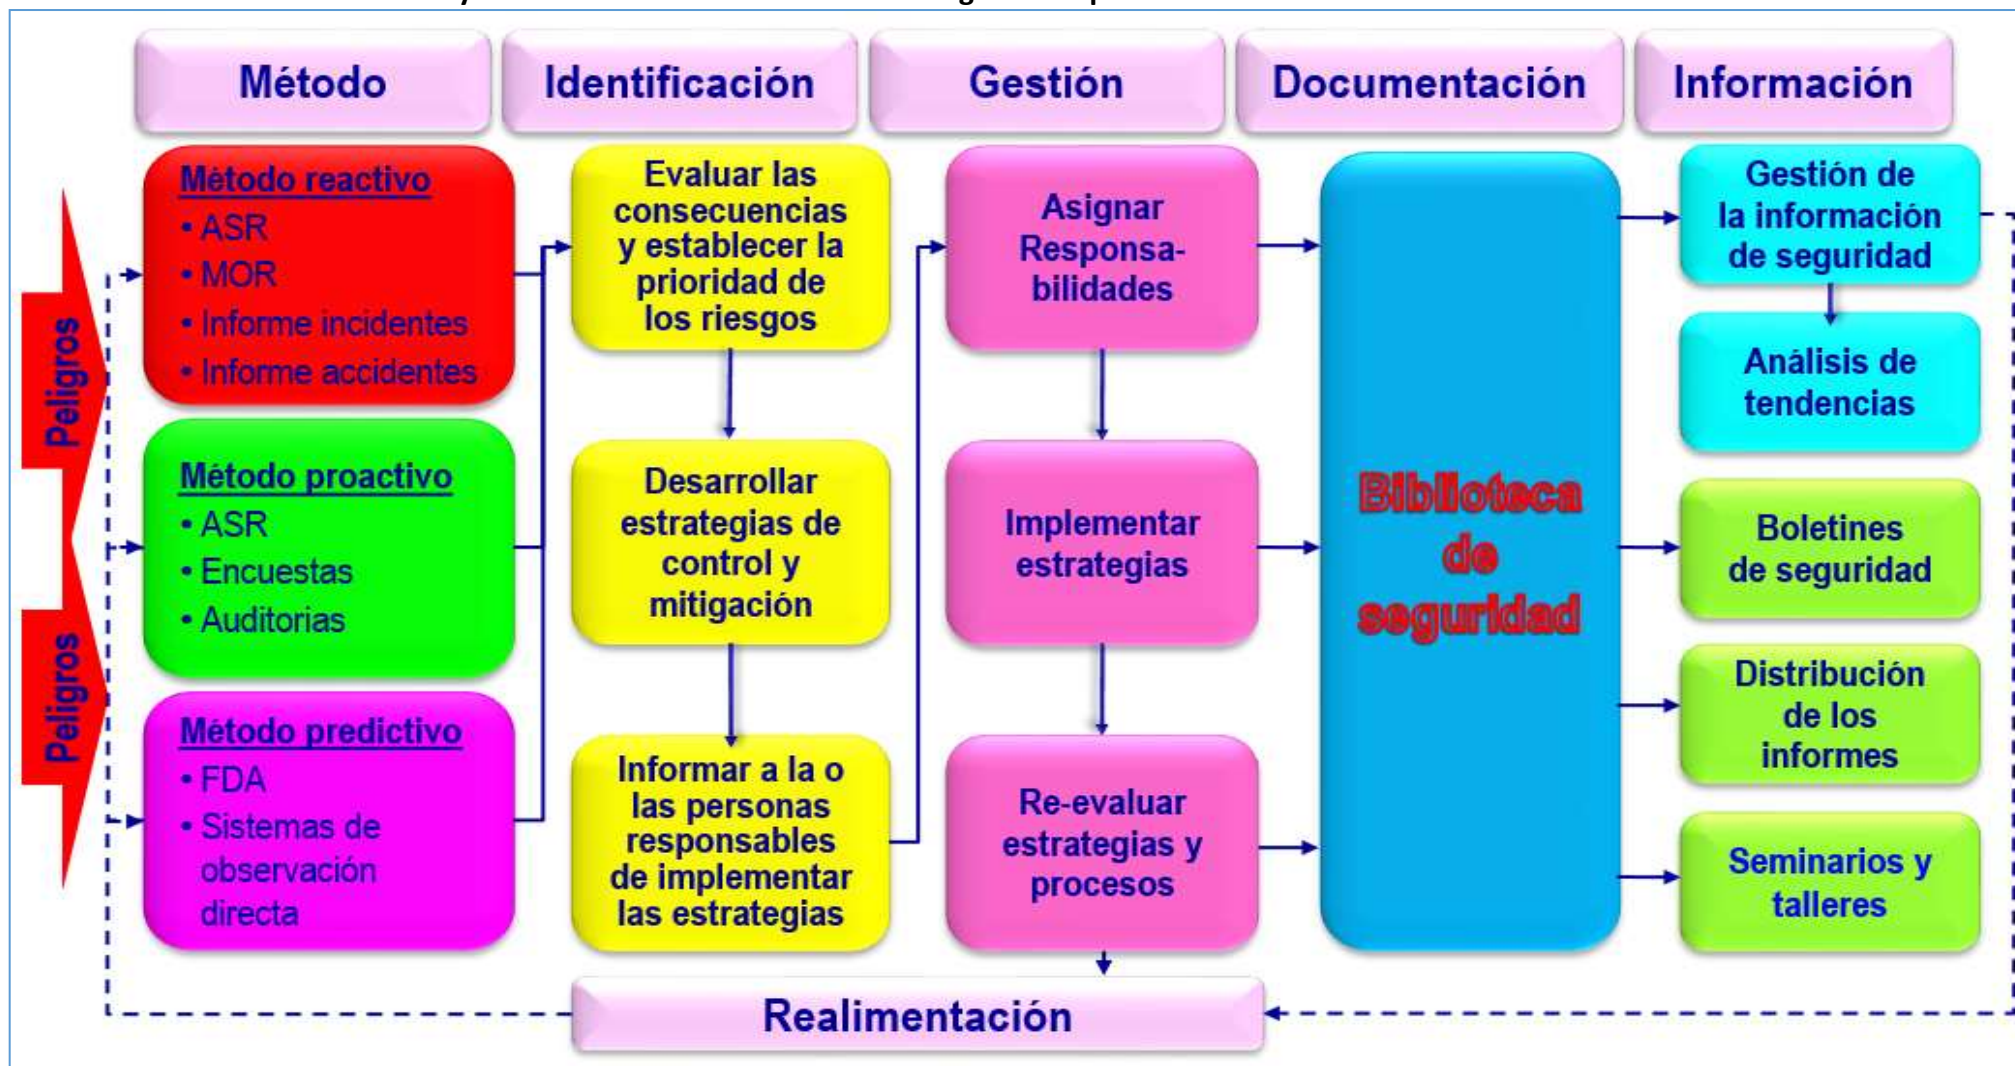 Método
Identificación
Gestión
Documentación
Información
Peligros
Peligros
Método reactivo
• ASR
• MOR
• Informe incidentes
• Informe accidentes
Método proactivo
• ASR
• Encuestas
• Auditorias
Método predictivo
• FDA
• Sistemas de
observación
directa
Evaluar las
consecuencias
y establecer la
prioridad de
los riesgos
Desarrollar
estrategias de
control y
mitigación
Informar a la o
las personas
responsables
de implementar
las estrategias
Asignar
Responsa-
bilidades
Implementar
estrategias
Re-evaluar
estrategias y
procesos
Biblioteca
de
seguridad
Gestión de
la información
de seguridad
Análisis de
tendencias
Boletines
de seguridad
Distribución
de los
informes
Seminarios y
talleres
Realimentación